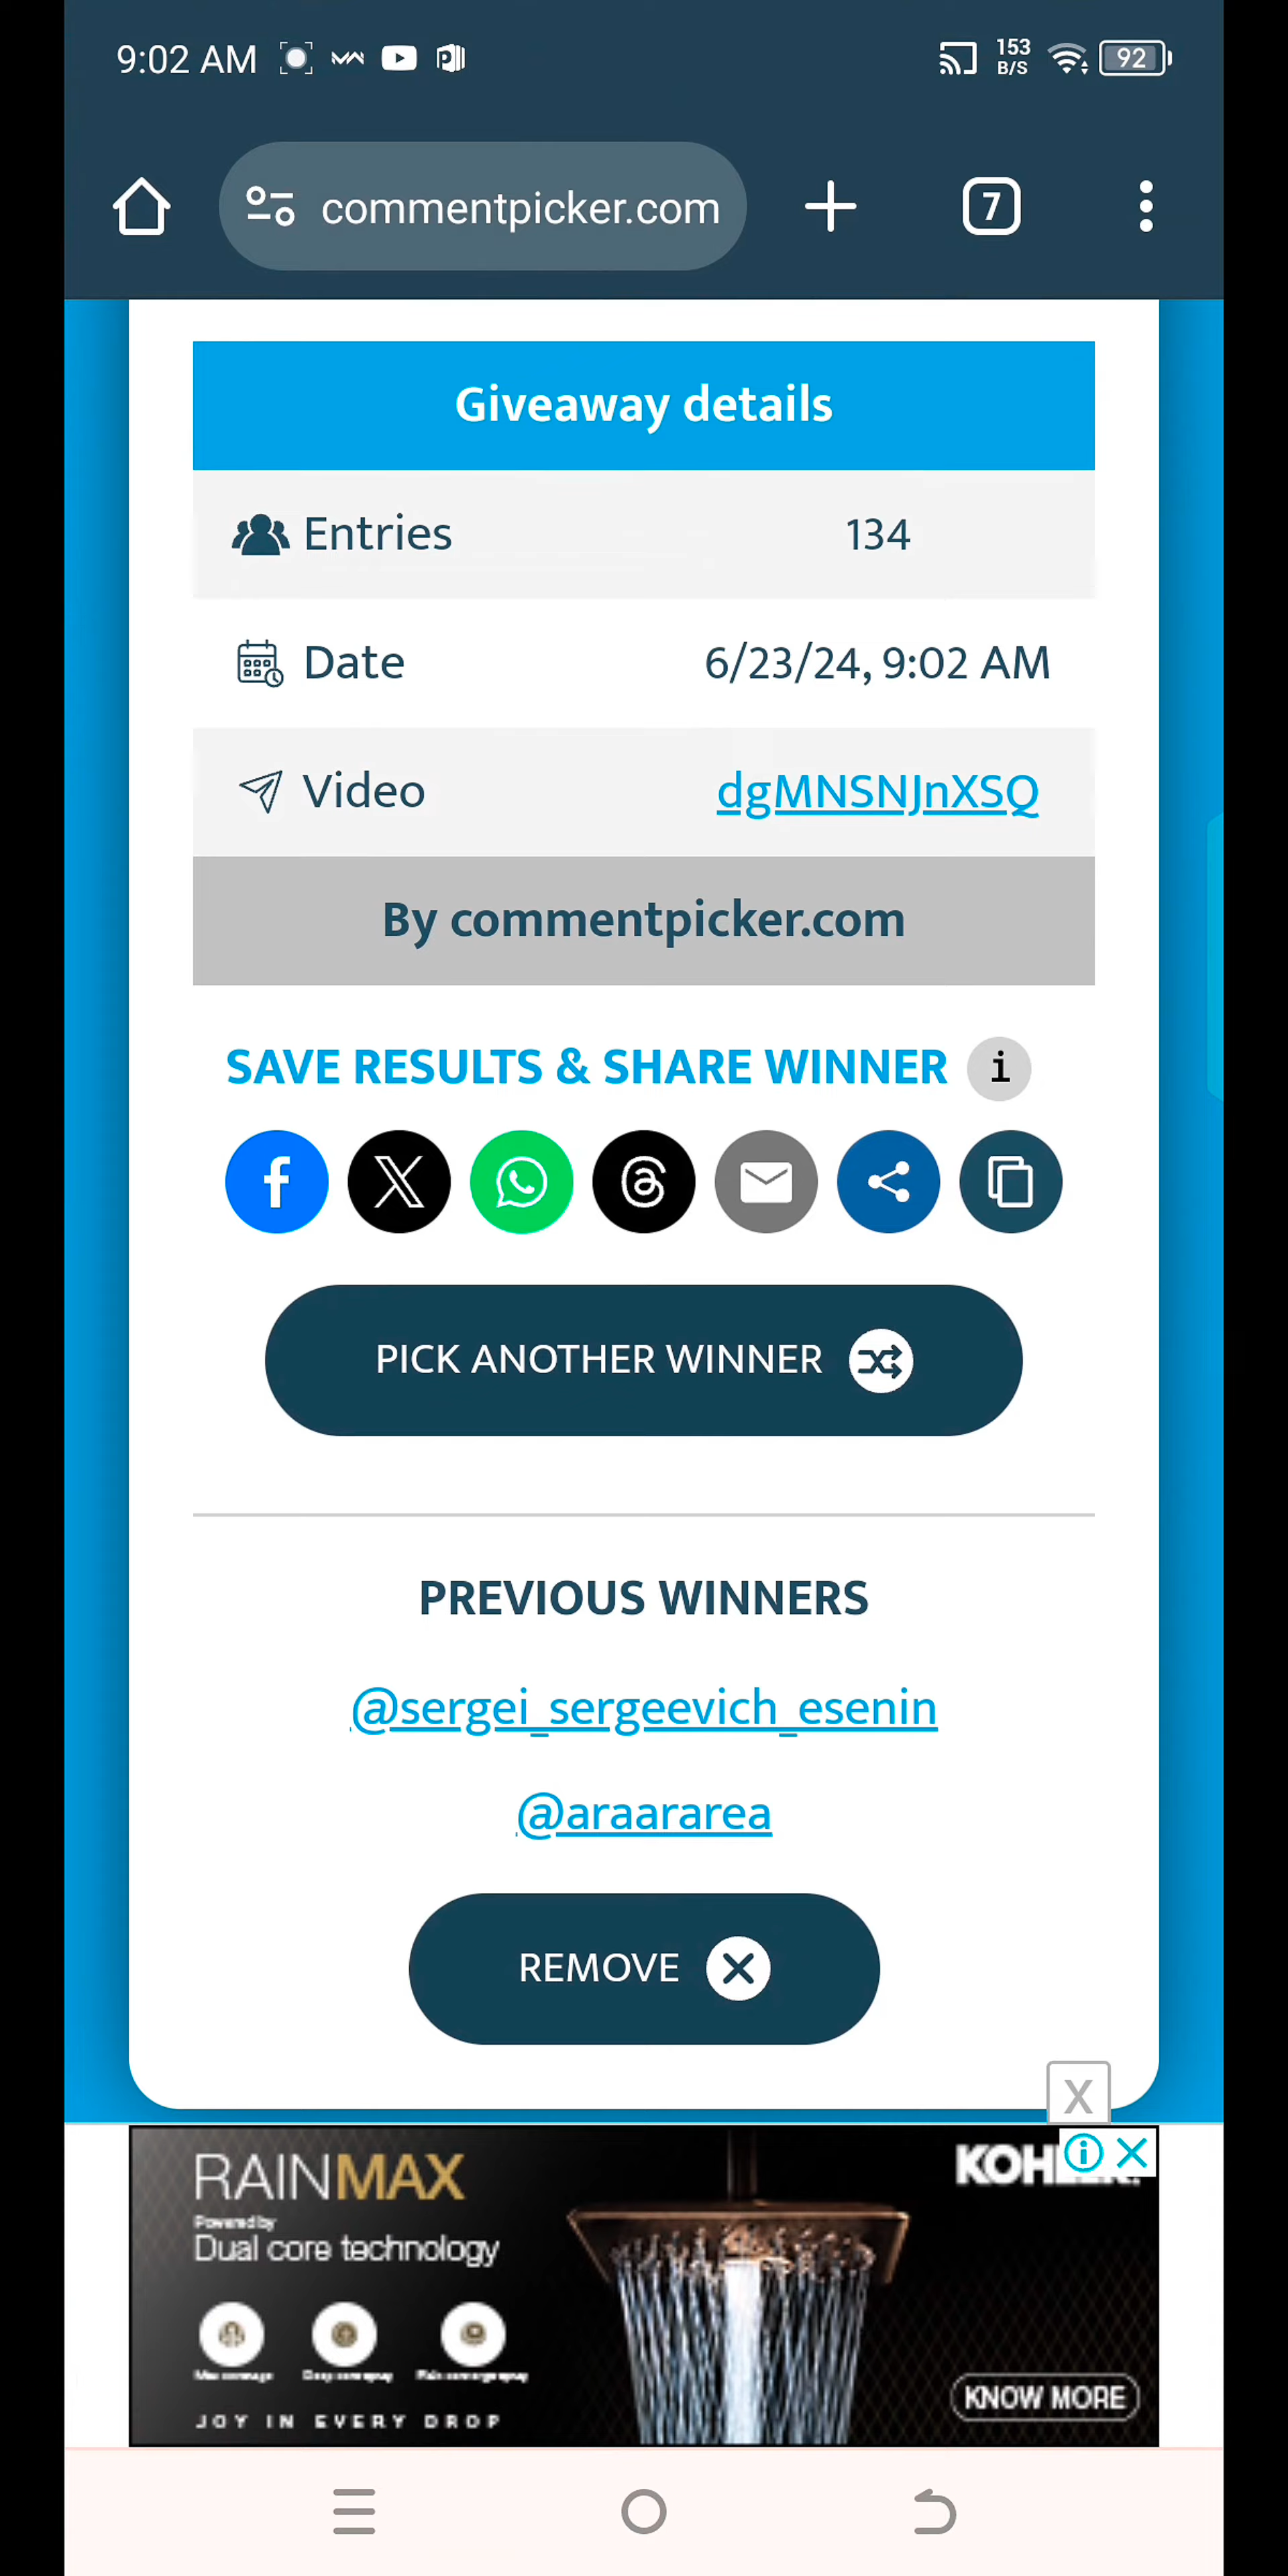 9:02 AM
153
B/S
92
commentpicker.com
7
Giveaway details
Entries 134
Date 6/23/24, 9:02 AM
Video dgMNSNJnXSQ
By commentpicker.com
SAVE RESULTS & SHARE WINNER i
PICK ANOTHER WINNER
PREVIOUS WINNERS
@sergei_sergeevich_esenin
@araararea
REMOVE
X
RAINMAX
Powered by
Dual core technology
JOY IN EVERY DROP
KNOW MORE